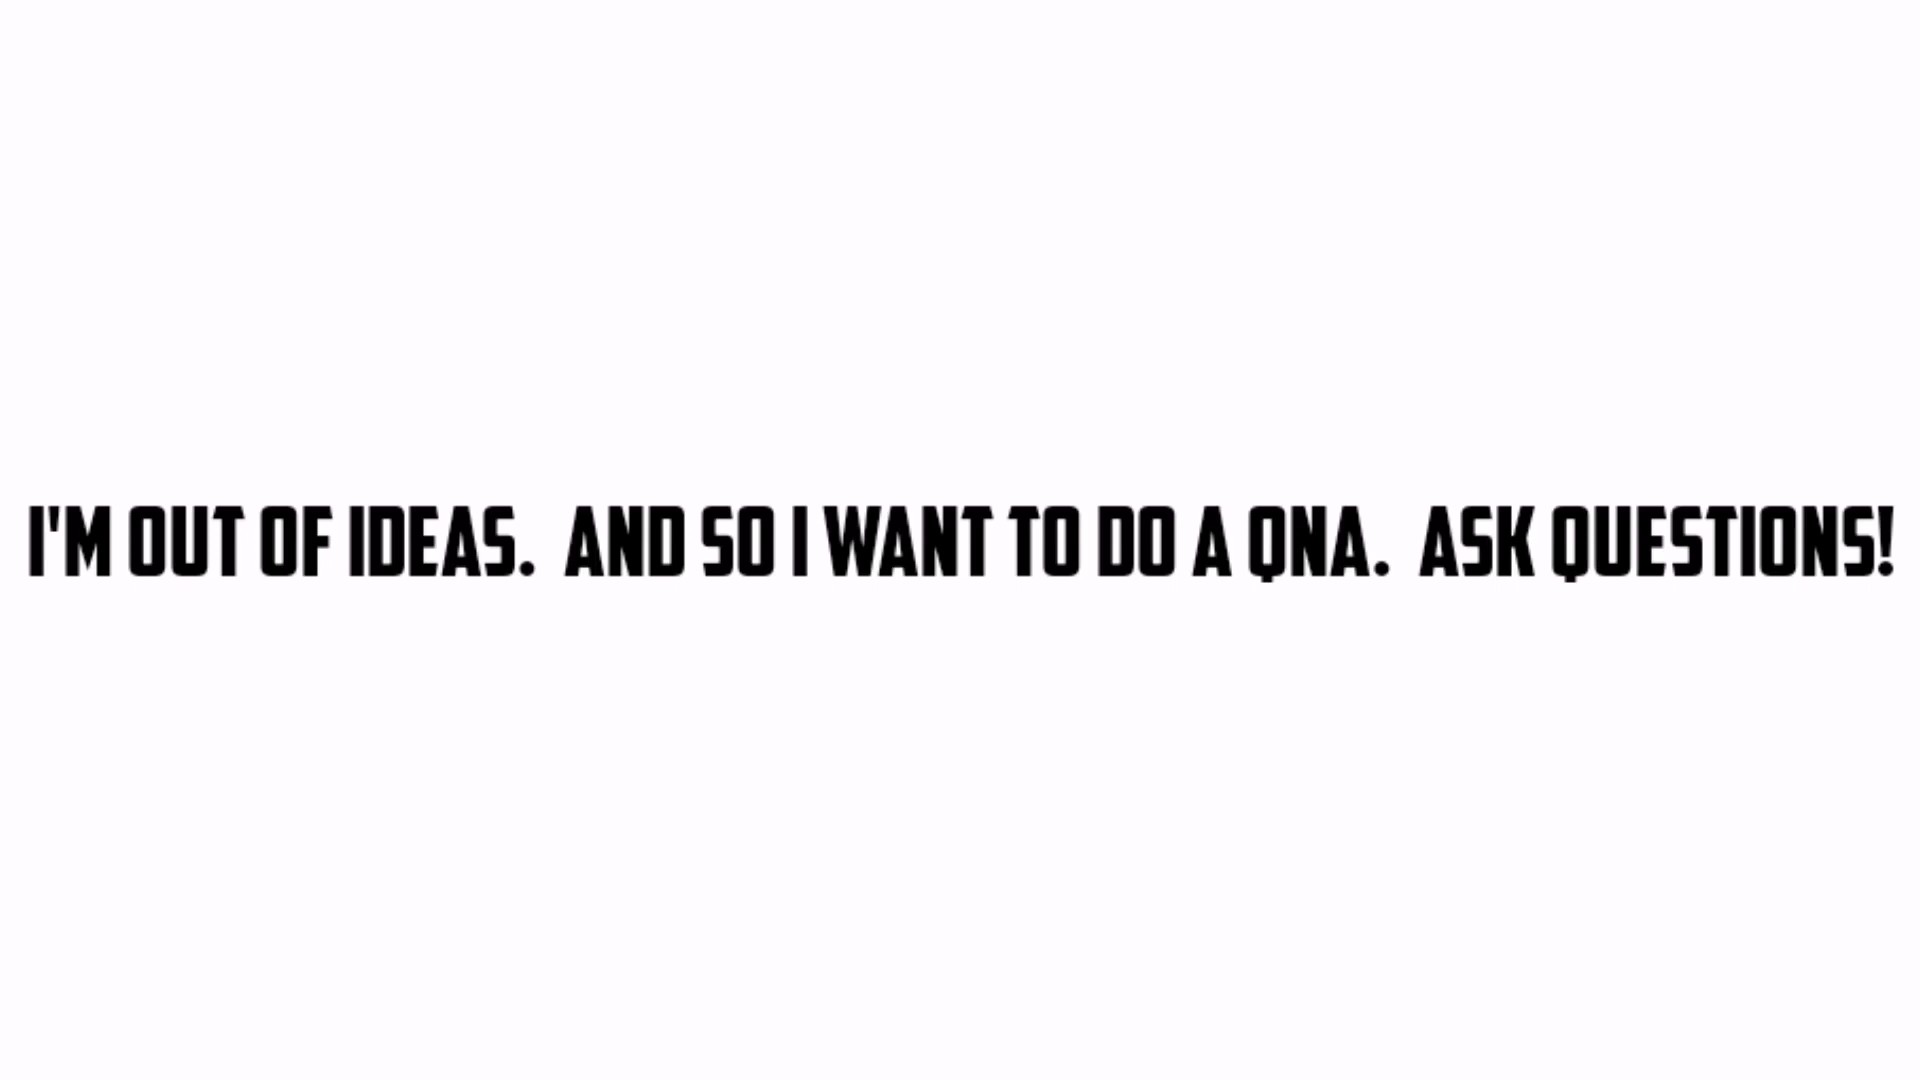 I'M OUT OF IDEAS.  AND SO I WANT TO DO A QNA.  ASK QUESTIONS!